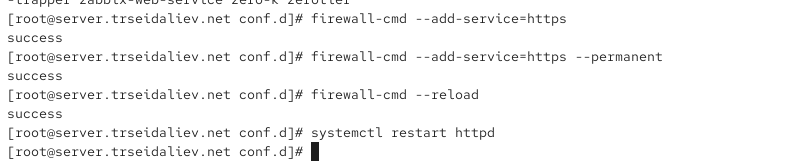 -trapper zabbix-web-service zero-k zerotier
[root@server.trseidaliev.net conf.d]# firewall-cmd --add-service=https
success
[root@server.trseidaliev.net conf.d]# firewall-cmd --add-service=https --permanent
success
[root@server.trseidaliev.net conf.d]# firewall-cmd --reload
success
[root@server.trseidaliev.net conf.d]# systemctl restart httpd
[root@server.trseidaliev.net conf.d]#